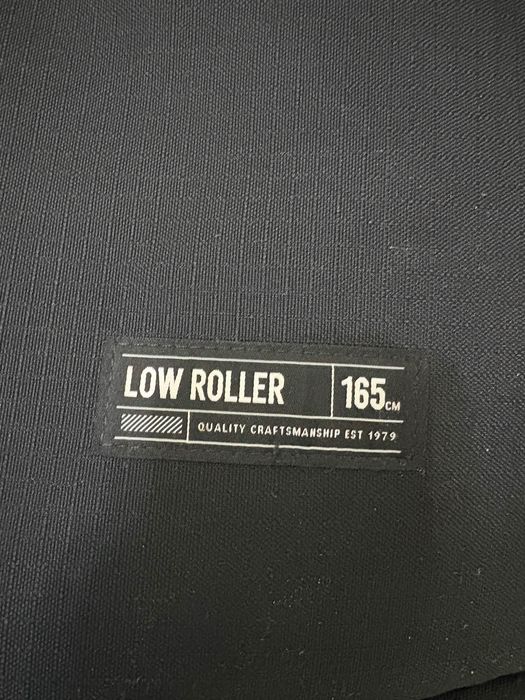 LOW ROLLER
165CM
QUALITY CRAFTSMANSHIP EST 1979